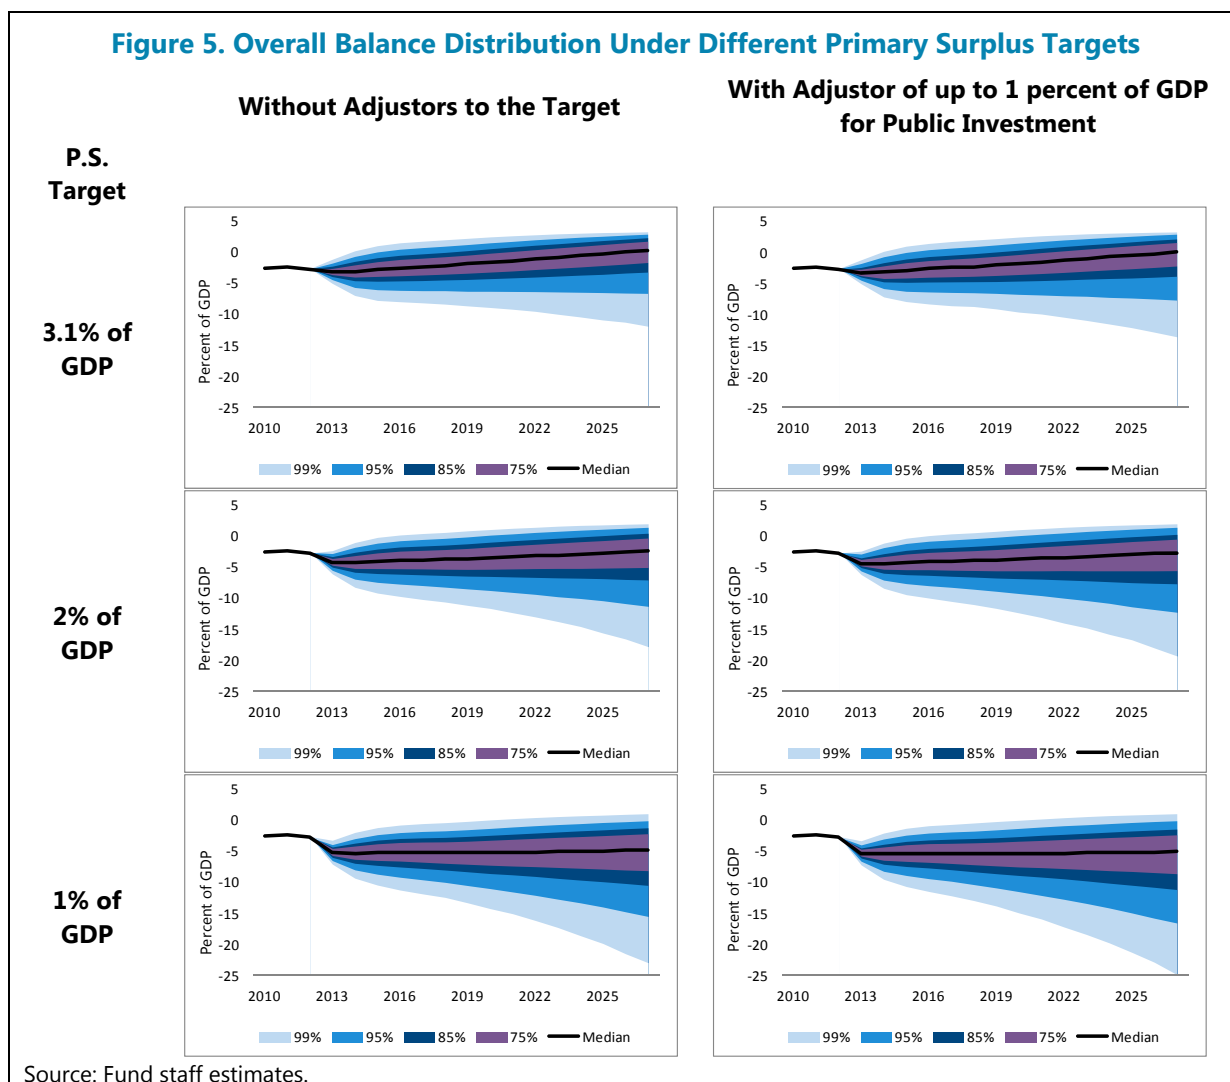 Figure 5. Overall Balance Distribution Under Different Primary Surplus Targets
Without Adjustors to the Target
With Adjustor of up to 1 percent of GDP
for Public Investment
P.S.
Target
3.1% of
GDP
Percent of GDP
5
0
-5
-10
-15
-20
-25
2010 2013 2016 2019 2022 2025
99% 95% 85% 75% Median
Percent of GDP
5
0
-5
-10
-15
-20
-25
2010 2013 2016 2019 2022 2025
99% 95% 85% 75% Median
2% of
GDP
Percent of GDP
5
0
-5
-10
-15
-20
-25
2010 2013 2016 2019 2022 2025
99% 95% 85% 75% Median
Percent of GDP
5
0
-5
-10
-15
-20
-25
2010 2013 2016 2019 2022 2025
99% 95% 85% 75% Median
1% of
GDP
Percent of GDP
5
0
-5
-10
-15
-20
-25
2010 2013 2016 2019 2022 2025
99% 95% 85% 75% Median
Percent of GDP
5
0
-5
-10
-15
-20
-25
2010 2013 2016 2019 2022 2025
99% 95% 85% 75% Median
Source: Fund staff estimates.